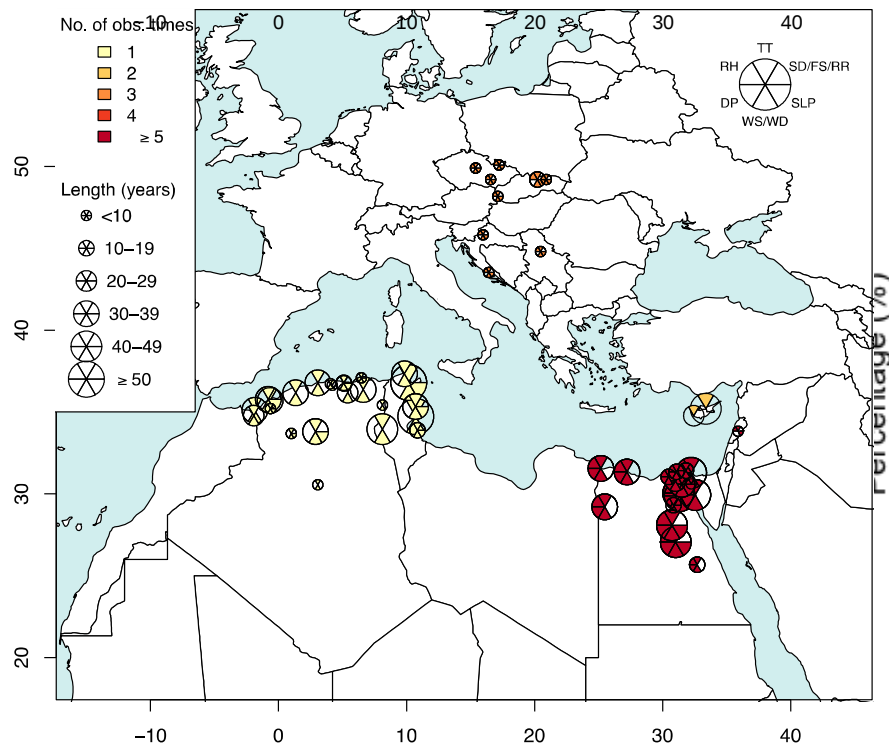 −10 0 10 20 30 40
No. of obs. times
1
2
3
4
≥ 5
TT
RH SD/FS/RR
DP SLP
WS/WD
Length (years)
<10
10−19
20−29
30−39
40−49
≥ 50
50
40
30
20
Percentage (%)
−10 0 10 20 30 40